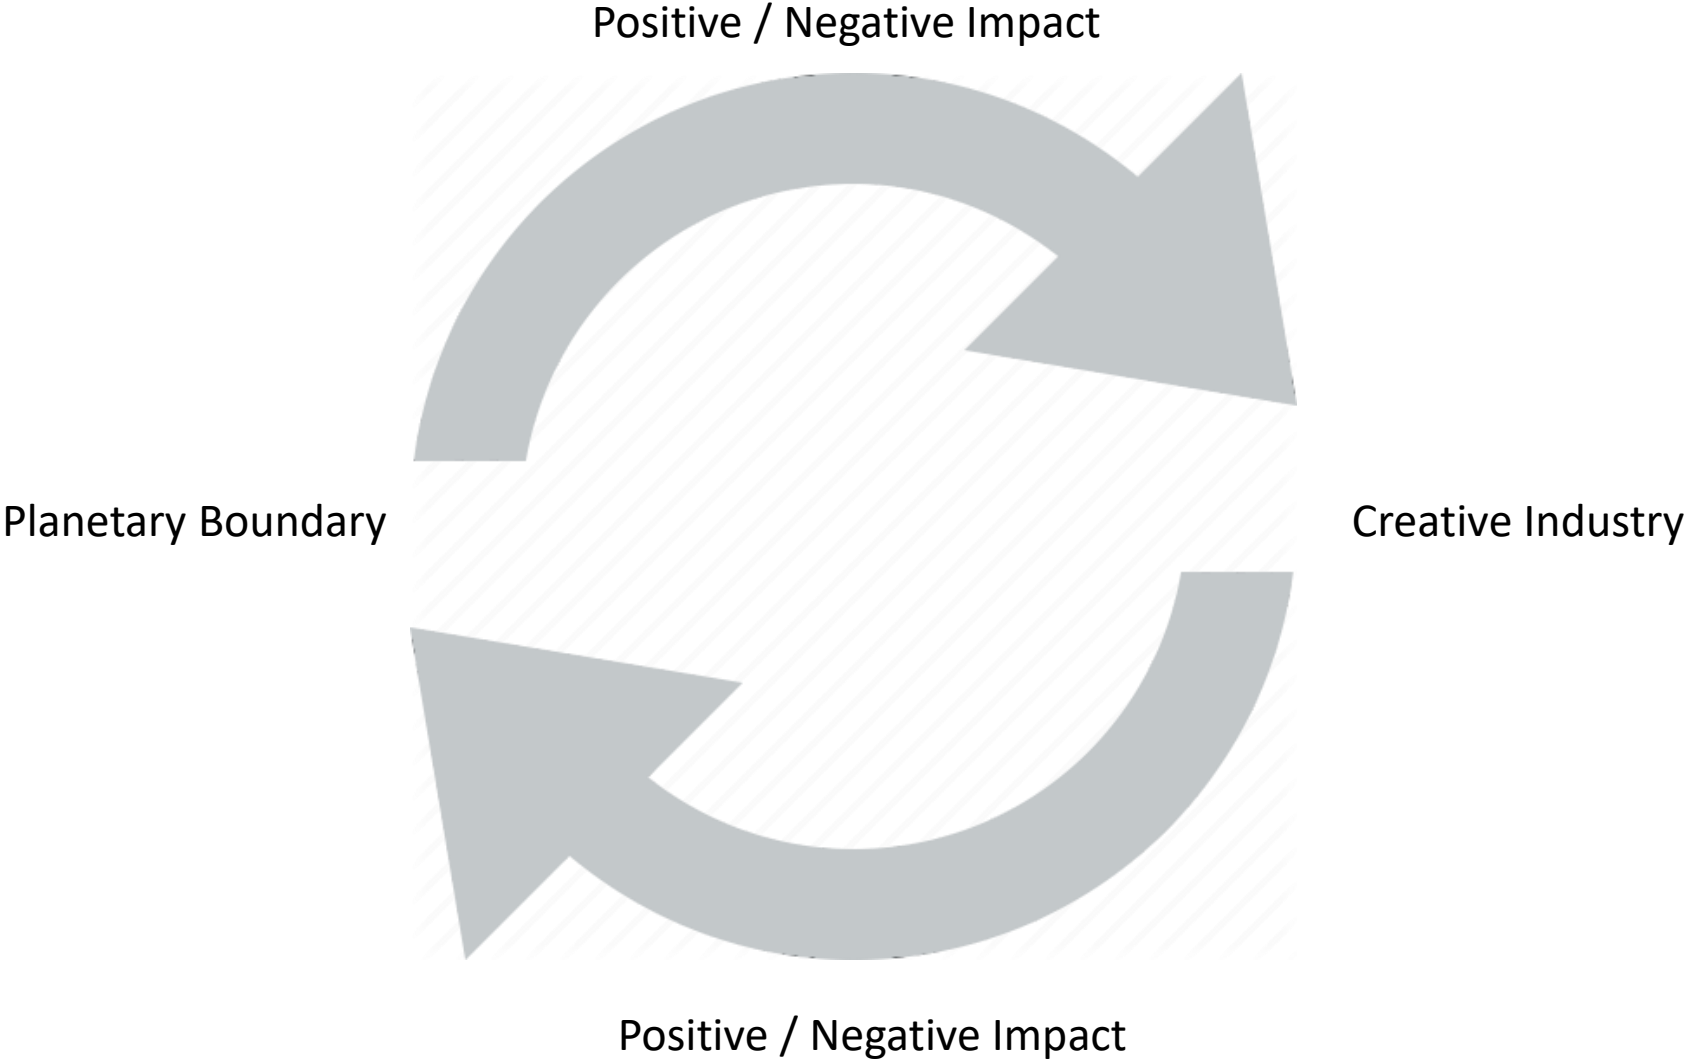 Positive / Negative Impact
Planetary Boundary
Creative Industry
Positive / Negative Impact